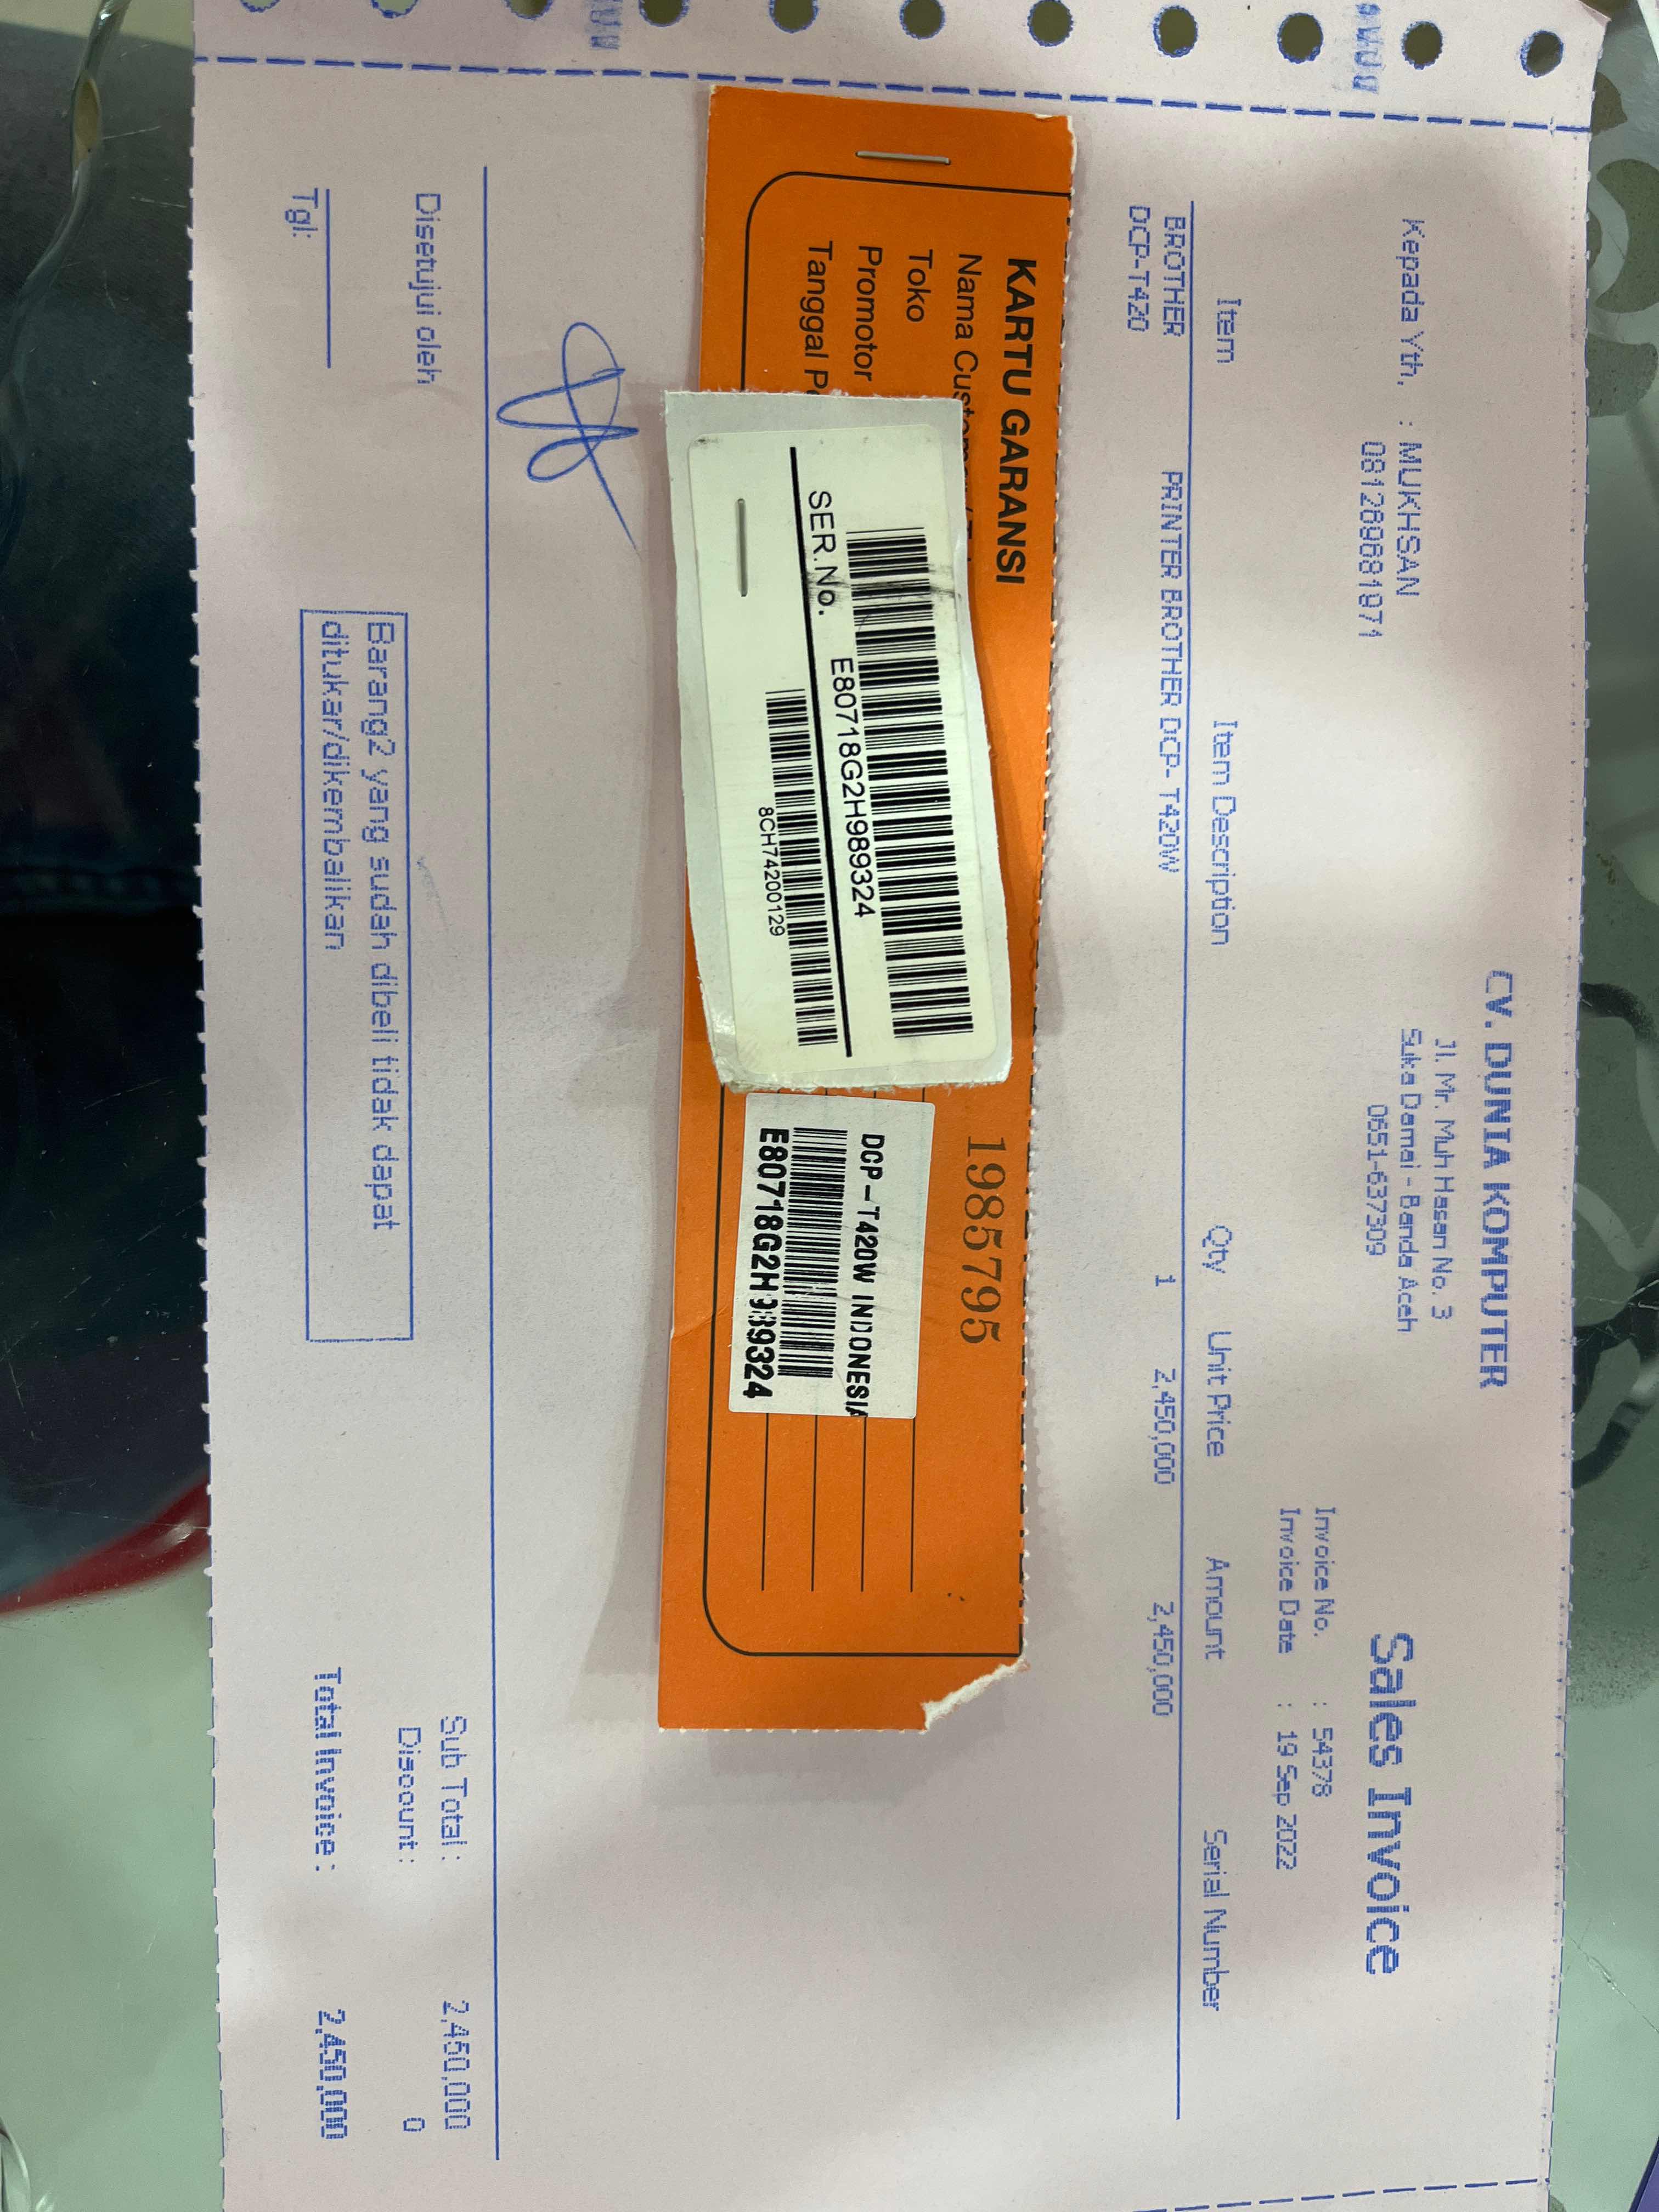 CV. DUNIA KOMPUTER
Jl. Mr. Muh Hasan No. 3
Suka Damai - Banda Aceh
0651-637309
Sales Invoice
Kepada Yth, : MUKHSAN
081289681971
Invoice No. : 54378
Invoice Date : 19 Sep 2022
Item Item Description Qty Unit Price Amount Serial Number
BROTHER PRINTER BROTHER DCP- T420W 1 2,450,000 2,450,000
DCP-T420
KARTU GARANSI
1985795
Nama
Toko
Promotor
Tanggal
E80718G2H989324
SER.No.
8CH74200129
DCP-T420W INDONESIA
E80718G2H989324
Disetujui oleh
Tgl:
Barang2 yang sudah dibeli tidak dapat
ditukar/dikembalikan
Sub Total : 2,450,000
Discount : 0
Total Invoice : 2,450,000